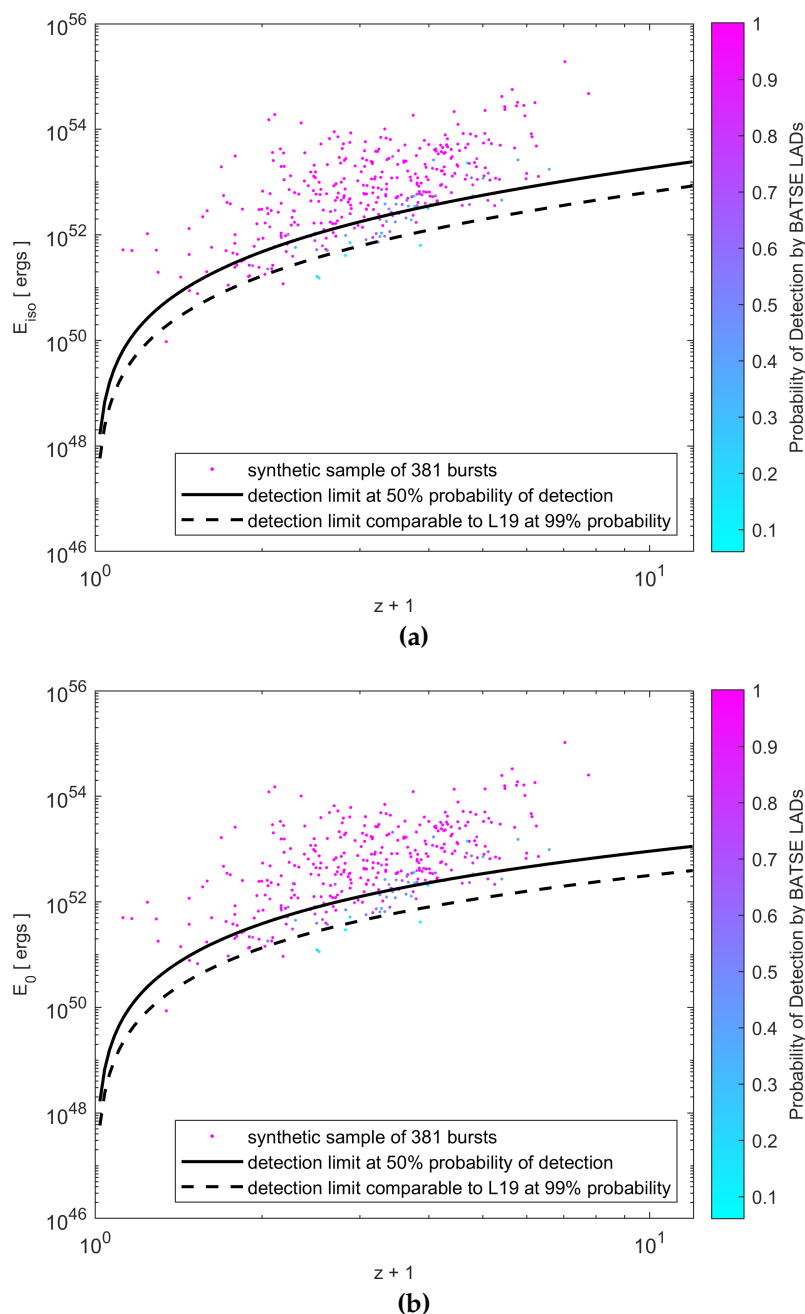 10^56
10^54
10^52
10^50
10^48
10^46
E_iso [ ergs ]
synthetic sample of 381 bursts
detection limit at 50% probability of detection
detection limit comparable to L19 at 99% probability
10^0
10^1
z + 1
1
0.9
0.8
0.7
0.6
0.5
0.4
0.3
0.2
0.1
Probability of Detection by BATSE LADs
(a)
10^56
10^54
10^52
10^50
10^48
10^46
E_0 [ ergs ]
synthetic sample of 381 bursts
detection limit at 50% probability of detection
detection limit comparable to L19 at 99% probability
10^0
10^1
z + 1
1
0.9
0.8
0.7
0.6
0.5
0.4
0.3
0.2
0.1
Probability of Detection by BATSE LADs
(b)